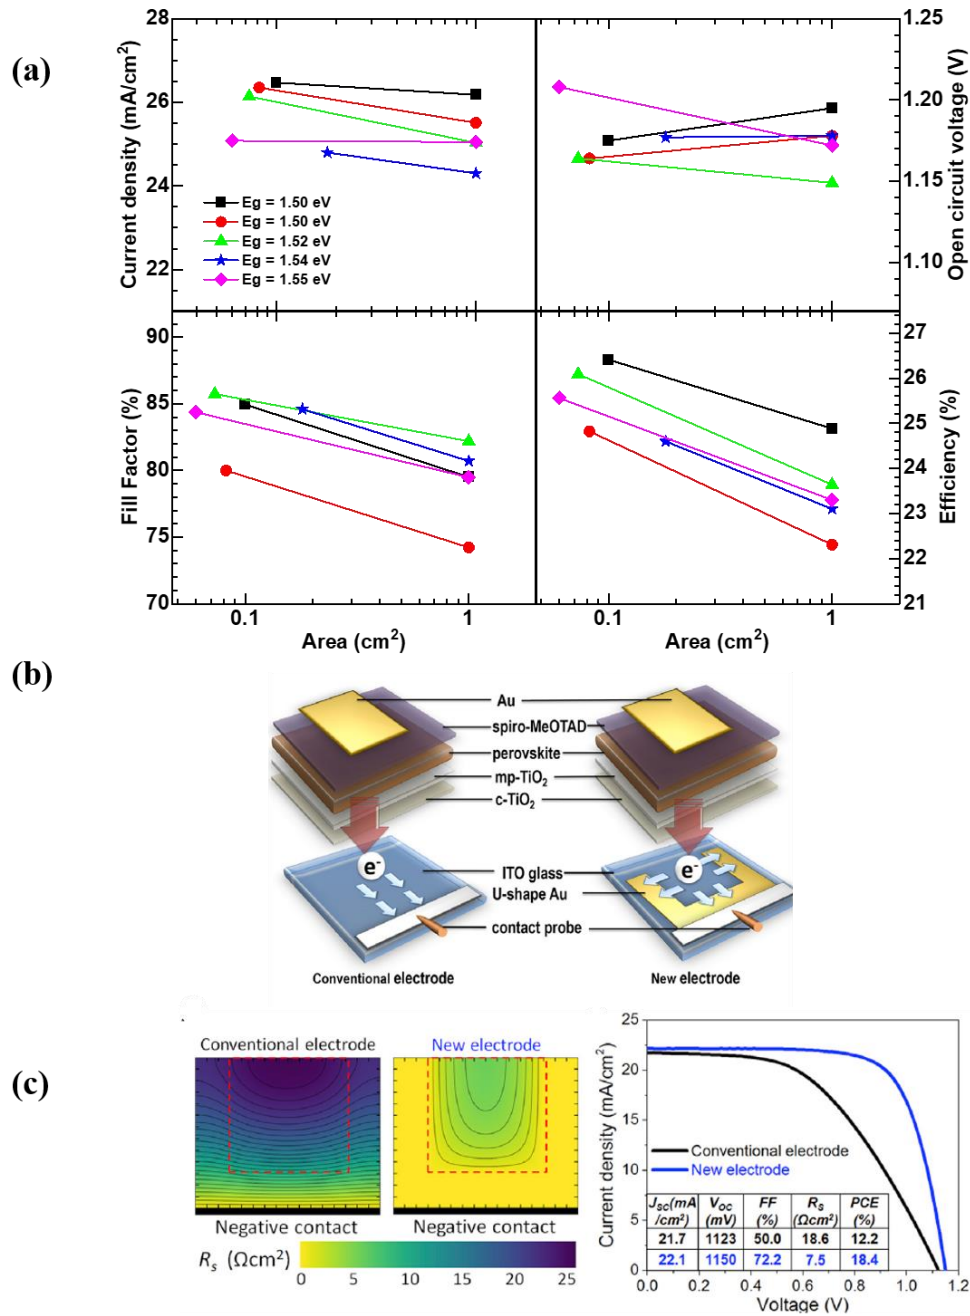 (a)
Current density (mA/cm²)
28
26
24
22
Eg = 1.50 eV
Eg = 1.50 eV
Eg = 1.52 eV
Eg = 1.54 eV
Eg = 1.55 eV
1.25
1.20
1.15
1.10
Open circuit voltage (V)
Fill Factor (%)
90
85
80
75
70
0.1 1
Area (cm²)
27
26
25
24
23
22
21
Efficiency (%)
0.1 1
Area (cm²)
(b)
Au
spiro-MeOTAD
perovskite
mp-TiO₂
c-TiO₂
e⁻
e⁻
ITO glass
U-shape Au
contact probe
Conventional electrode
New electrode
(c)
Conventional electrode
New electrode
Negative contact
Negative contact
Rₛ (Ωcm²)
0 5 10 15 20 25
Current density (mA/cm²)
25
20
15
10
5
0
Conventional electrode
New electrode
JSC(mA/cm²) VOC (mV) FF (%) RS (Ωcm²) PCE (%)
21.7 1123 50.0 18.6 12.2
22.1 1150 72.2 7.5 18.4
0.0 0.2 0.4 0.6 0.8 1.0 1.2
Voltage (V)